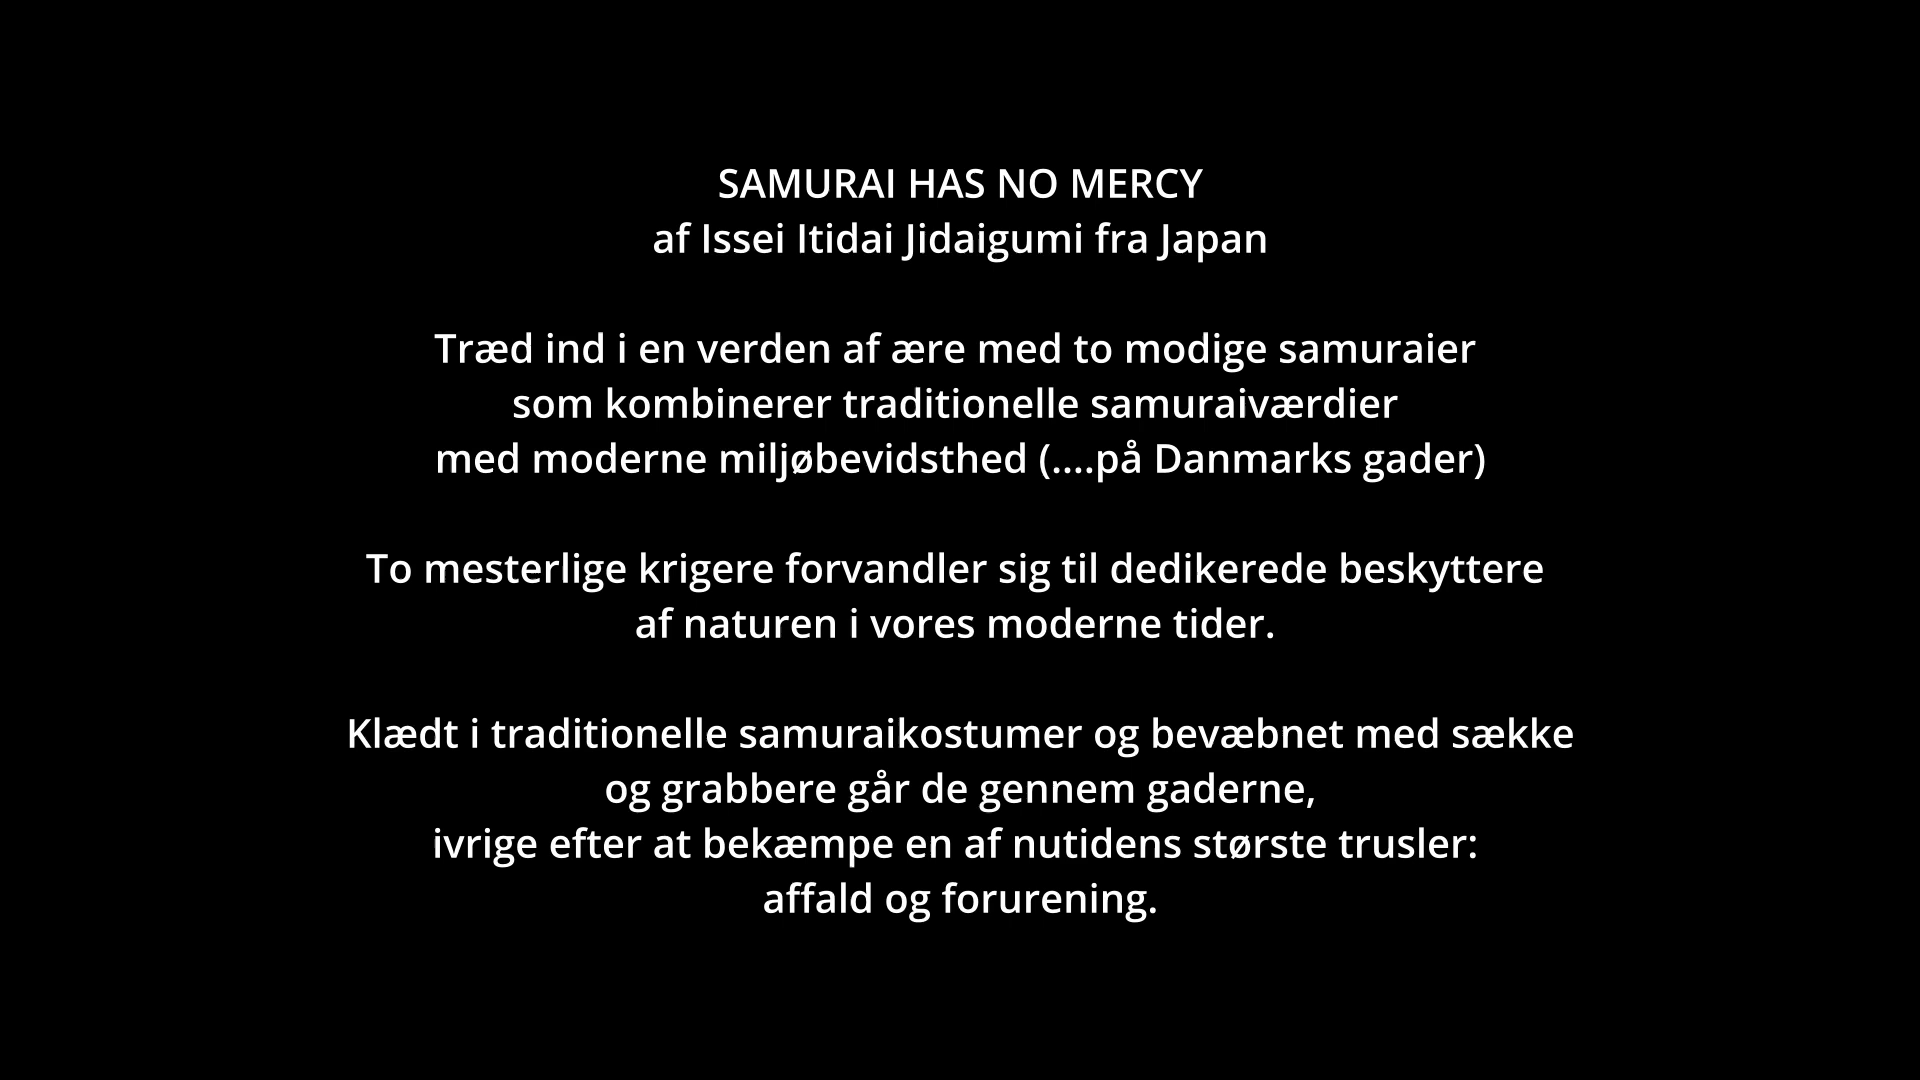 SAMURAI HAS NO MERCY
af Issei Itidai Jidaigumi fra Japan
Træd ind i en verden af ære med to modige samuraier
som kombinerer traditionelle samuraiværdier
med moderne miljøbevidsthed (....på Danmarks gader)
To mesterlige krigere forvandler sig til dedikerede beskyttere
af naturen i vores moderne tider.
Klædt i traditionelle samuraikostumer og bevæbnet med sække
og grabbere går de gennem gaderne,
ivrige efter at bekæmpe en af nutidens største trusler:
affald og forurening.